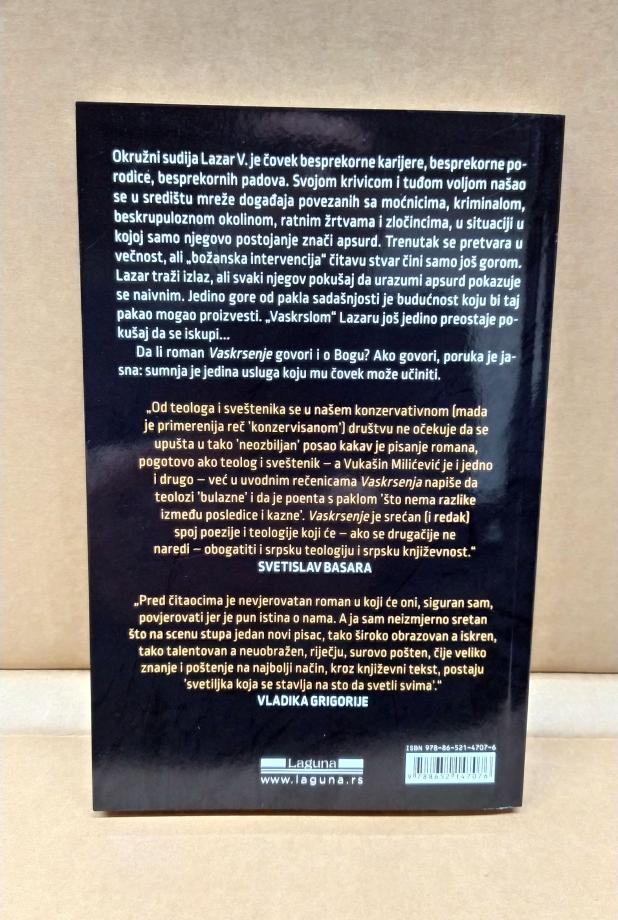 Okružni sudija Lazar V. je čovek besprekorne karijere, besprekorne po-
rodice, besprekornih padova. Svojom krivicom i tuđom voljom našao
se u središtu mreže događaja povezanih sa moćnicima, kriminalom,
beskrupuloznom okolinom, ratnim žrtvama i zločincima, u situaciji u
kojoj samo njegovo postojanje znači apsurd. Trenutak se pretvara u
večnost, ali „božanska intervencija“ čitavu stvar čini samo još gorom.
Lazar traži izlaz, ali svaki njegov pokušaj da urazumi apsurd pokazuje
se naivnim. Jedino gore od pakla sadašnjosti je budućnost koju bi taj
pakao mogao proizvesti. „Vaskrslom“ Lazaru još jedino preostaje po-
kušaj da se iskupi...
Da li roman Vaskrsenje govori i o Bogu? Ako govori, poruka je ja-
sna: sumnja je jedina usluga koju mu čovek može učiniti.
„Od teologa i sveštenika se u našem konzervativnom (mada
je primerenija reč 'konzervisanom') društvu ne očekuje da se
upušta u tako 'neozbiljan' posao kakav je pisanje romana,
pogotovo ako teolog i sveštenik – a Vukašin Milićević je i jedno
i drugo – već u uvodnim rečenicama Vaskrsenja napiše da
teolozi 'bulazne' i da je poenta s paklom 'što nema razlike
između posledice i kazne'. Vaskrsenje je srećan (i redak)
spoj poezije i teologije koji će – ako se drugačije ne
naredi – obogatiti i srpsku teologiju i srpsku književnost.“
SVETISLAV BASARA
„Pred čitaocima je nevjerovatan roman u koji će oni, siguran sam,
povjerovati jer je pun istina o nama. A ja sam neizmjerno sretan
što na scenu stupa jedan novi pisac, tako široko obrazovan a iskren,
tako talentovan a neuobražen, riječju, surovo pošten, čije veliko
znanje i poštenje na najbolji način, kroz književni tekst, postaju
'svetiljka koja se stavlja na sto da svetli svima'.“
VLADIKA GRIGORIJE
Laguna
www.laguna.rs
ISBN 978-86-521-4707-6
9 788652 147076